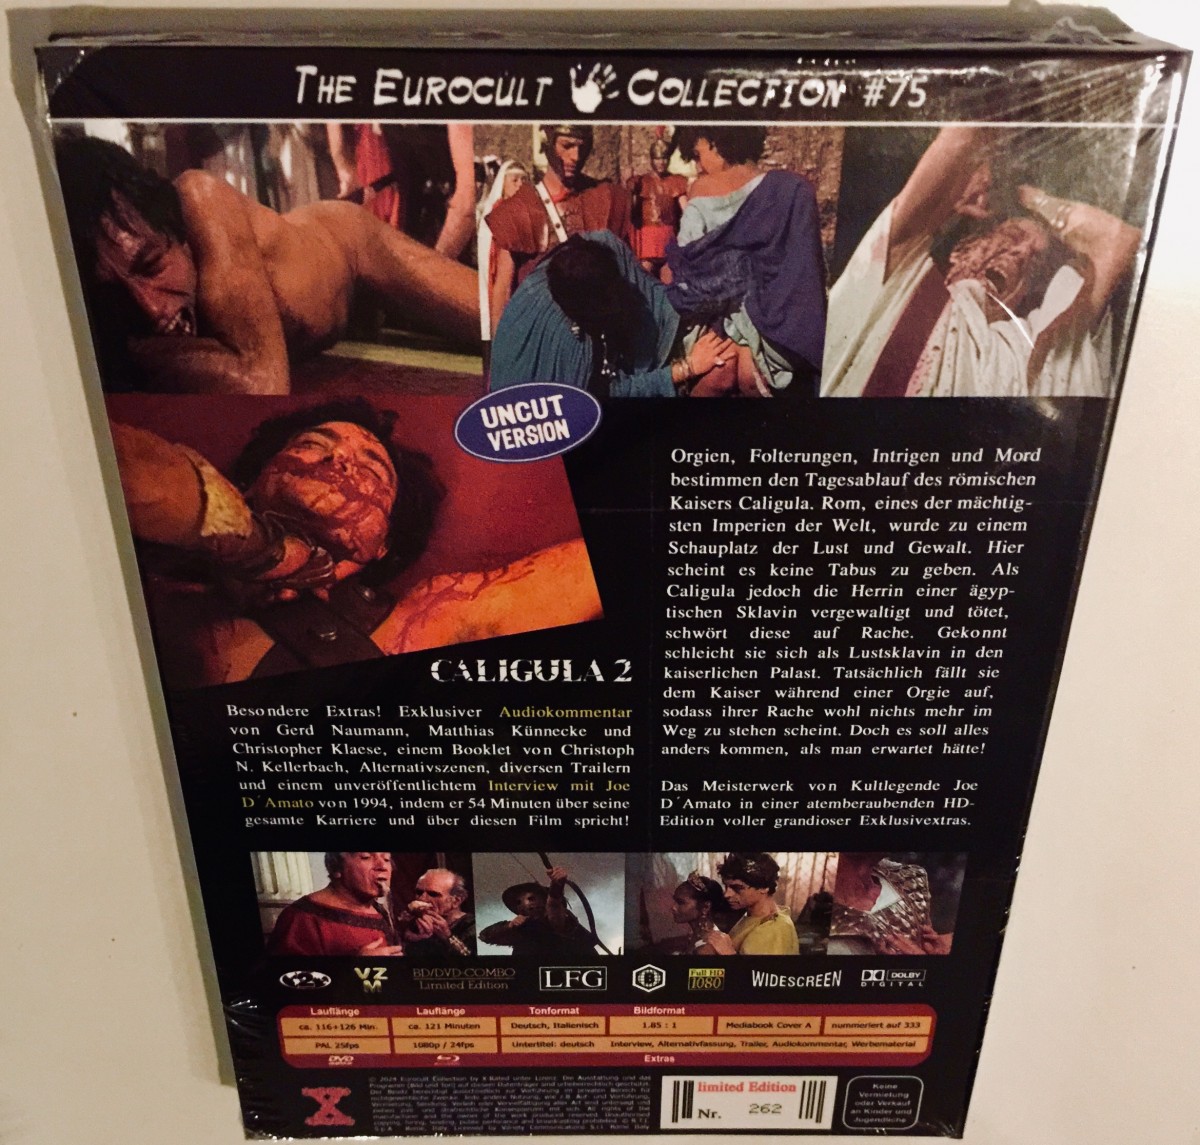 THE EUROCULT COLLECTION #75
UNCUT
VERSION
Orgien, Folterungen, Intrigen und Mord
bestimmen den Tagesablauf des römischen
Kaisers Caligula. Rom, eines der mächtig-
sten Imperien der Welt, wurde zu einem
Schauplatz der Lust und Gewalt. Hier
scheint es keine Tabus zu geben. Als
Caligula jedoch die Herrin einer ägyp-
tischen Sklavin vergewaltigt und tötet,
schwört diese auf Rache. Gekonnt
schleicht sie sich als Lustsklavin in den
kaiserlichen Palast. Tatsächlich fällt sie
dem Kaiser während einer Orgie auf,
sodass ihrer Rache wohl nichts mehr im
Weg zu stehen scheint. Doch es soll alles
anders kommen, als man erwartet hätte!
Das Meisterwerk von Kultlegende Joe
D´Amato in einer atemberaubenden HD-
Edition voller grandioser Exklusivextras.
CALIGULA 2
Besondere Extras! Exklusiver Audiokommentar
von Gerd Naumann, Matthias Künnecke und
Christopher Klaese, einem Booklet von Christoph
N. Kellerbach, Alternativszenen, diversen Trailern
und einem unveröffentlichtem Interview mit Joe
D´Amato von 1994, indem er 54 Minuten über seine
gesamte Karriere und über diesen Film spricht!
VZ
M
BD/DVD-COMBO
Limited Edition
LFG
Full HD
1080
WIDESCREEN
DOLBY
DIGITAL
Lauflänge Lauflänge Tonformat Bildformat
ca. 116+126 Min. ca. 121 Minuten Deutsch, Italienisch 1.85 : 1 Mediabook Cover A nummeriert auf 333
PAL 25fps 1080p / 24fps Untertitel: deutsch Interview, Alternativfassung, Trailer, Audiokommentar, Werbematerial
DVD Extras
limited Edition
Nr. 262
Keine
Vermietung
oder Verkauf
an Kinder und
Jugendliche